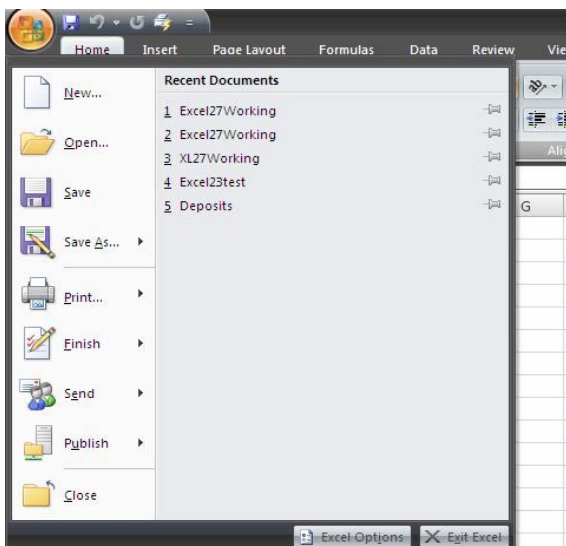 Home Insert Page Layout Formulas Data Review Vie
Recent Documents
New...
1 Excel27Working
2 Excel27Working
Open...
3 XL27Working
4 Excel23test
Save
5 Deposits
G
Save As...
Print...
Finish
Send
Publish
Close
Excel Options Exit Excel